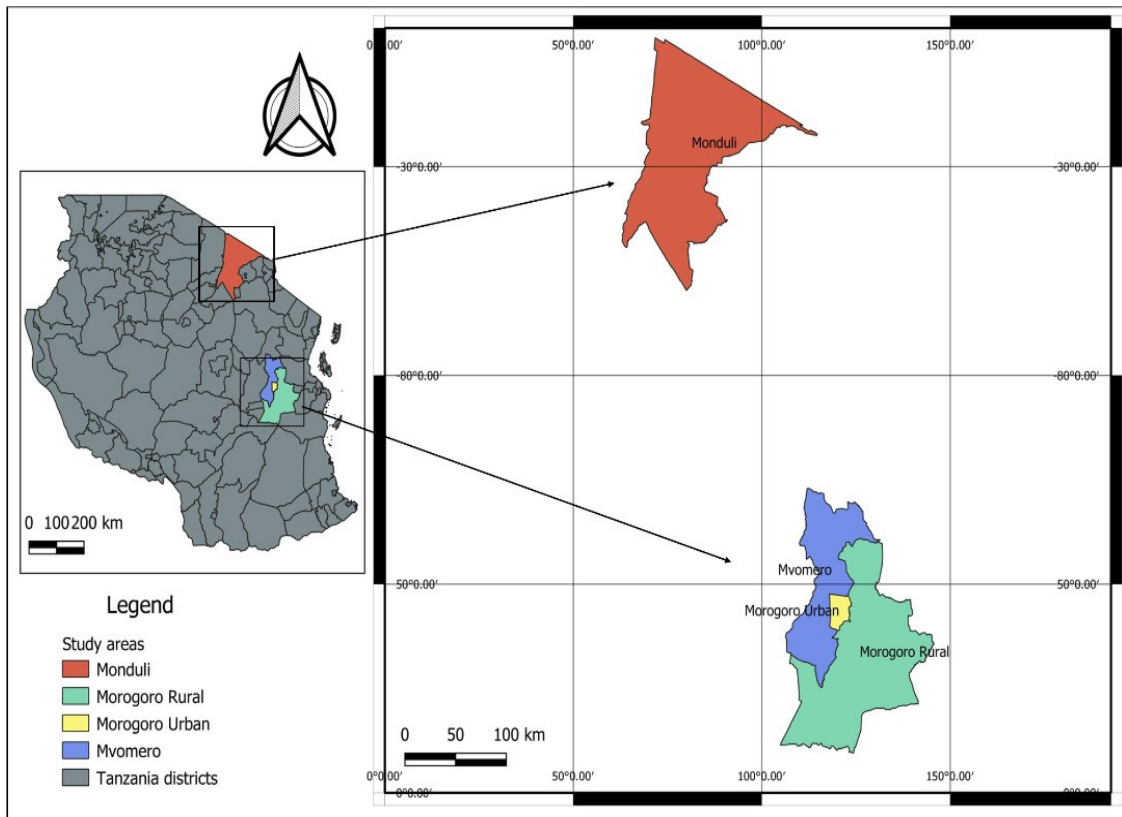 0°0.00′ 50°0.00′ 100°0.00′ 150°0.00′
Monduli
-30°0.00′ -30°0.00′
-80°0.00′ -80°0.00′
Mvomero
50°0.00′ 50°0.00′
Morogoro Urban
Morogoro Rural
0 50 100 km
0°0.00′ 50°0.00′ 100°0.00′ 150°0.00′
0 100200 km
Legend
Study areas
Monduli
Morogoro Rural
Morogoro Urban
Mvomero
Tanzania districts